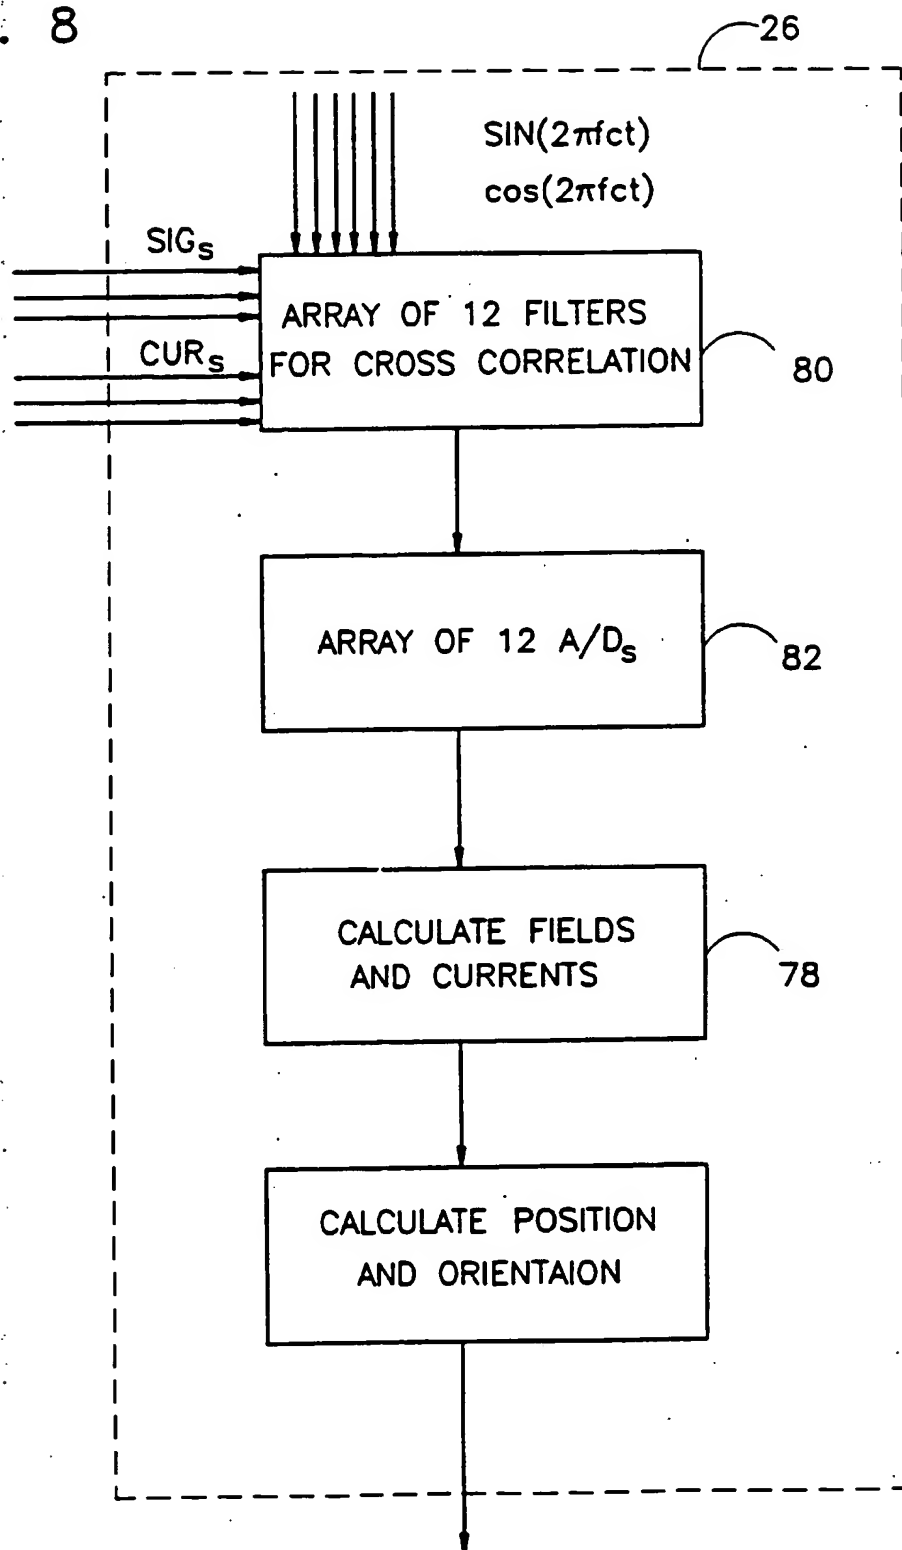 . 8
26
SIN(2πfct)
cos(2πfct)
SIGs
CURs
ARRAY OF 12 FILTERS
FOR CROSS CORRELATION
80
ARRAY OF 12 A/Ds
82
CALCULATE FIELDS
AND CURRENTS
78
CALCULATE POSITION
AND ORIENTAION